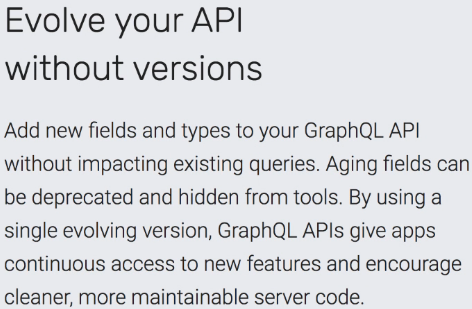 Evolve your API
without versions
Add new fields and types to your GraphQL API
without impacting existing queries. Aging fields can
be deprecated and hidden from tools. By using a
single evolving version, GraphQL APIs give apps
continuous access to new features and encourage
cleaner, more maintainable server code.